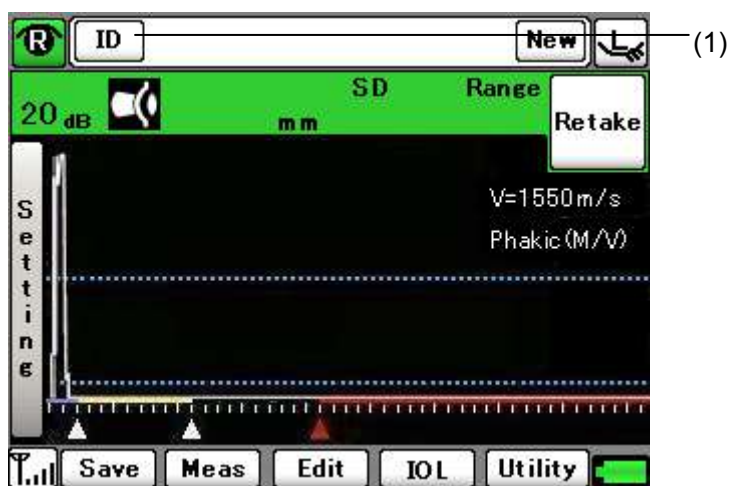 R ID New L (1)
20 dB mm SD Range Retake
V=1550m/s
Phakic(M/V)
Setting
Save Meas Edit IOL Utility